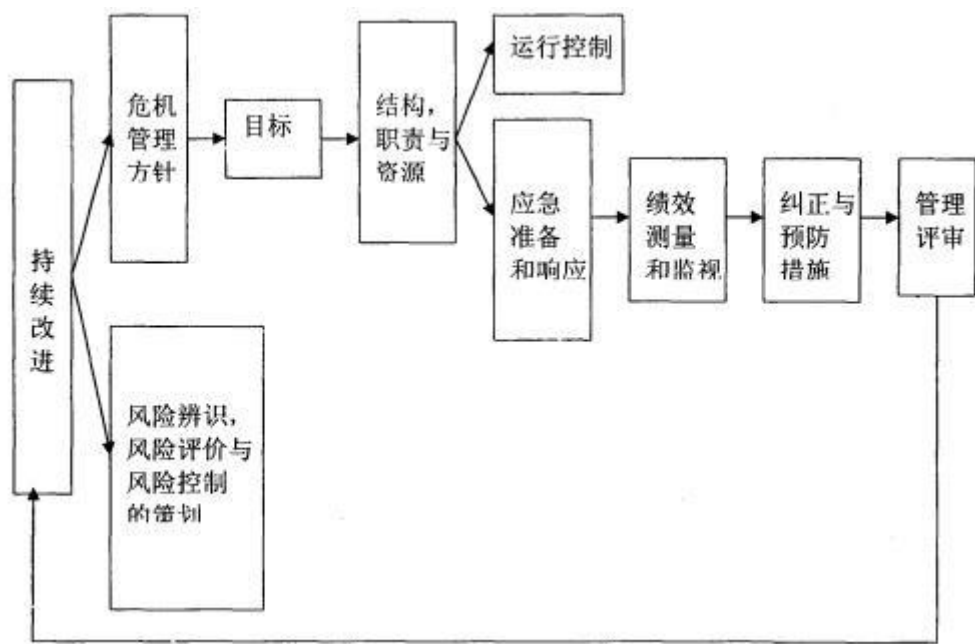 持
续
改
进
危机
管理
方针
目标
结构，
职责与
资源
运行控制
应急
准备
和响应
绩效
测量
和监视
纠正与
预防
措施
管理
评审
风险辨识，
风险评价与
风险控制
的策划